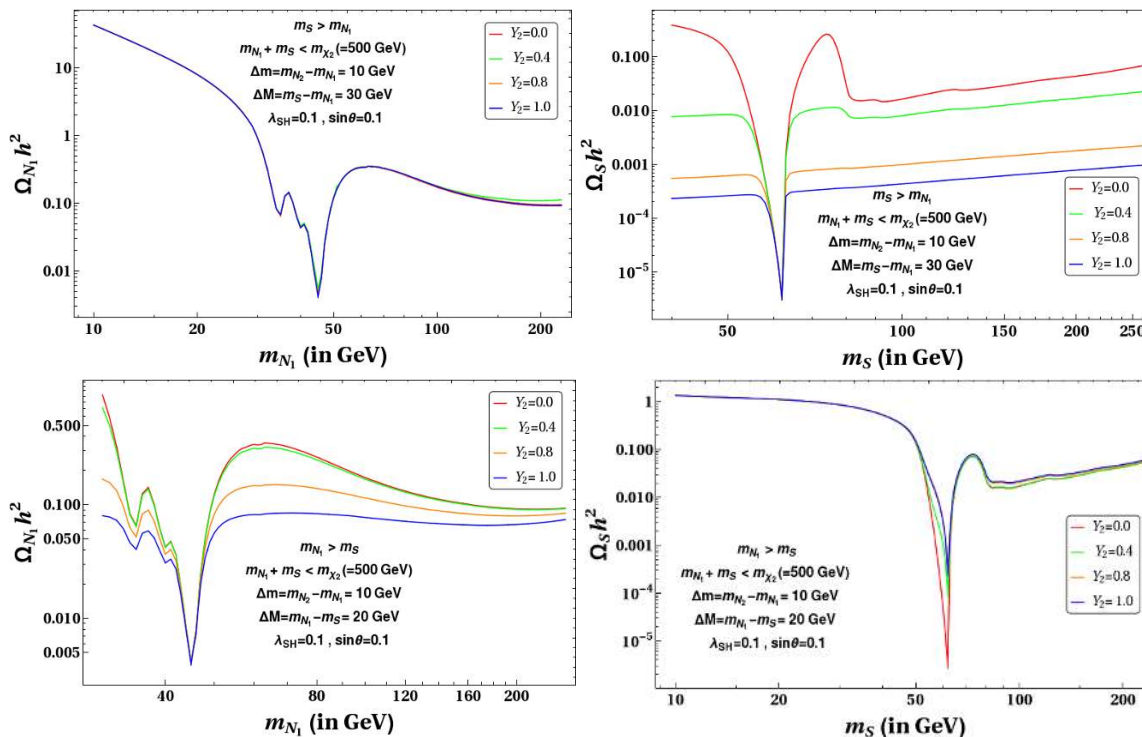 m_S > m_{N_1}
m_{N_1} + m_S < m_{χ_2} (=500 GeV)
Δm=m_{N_2}−m_{N_1} = 10 GeV
ΔM=m_S−m_{N_1} = 30 GeV
λ_{SH}=0.1 , sinθ=0.1
Y_2=0.0
Y_2=0.4
Y_2=0.8
Y_2=1.0
10
1
0.10
0.01
Ω_{N_1} h^2
10 20 50 100 200
m_{N_1} (in GeV)
0.100
0.010
0.001
10^{-4}
10^{-5}
Ω_S h^2
m_S > m_{N_1}
m_{N_1} + m_S < m_{χ_2} (=500 GeV)
Δm=m_{N_2}−m_{N_1} = 10 GeV
ΔM=m_S−m_{N_1} = 30 GeV
λ_{SH}=0.1 , sinθ=0.1
Y_2=0.0
Y_2=0.4
Y_2=0.8
Y_2= 1.0
50 100 150 200 250
m_S (in GeV)
0.500
0.100
0.050
0.010
0.005
Ω_{N_1} h^2
Y_2=0.0
Y_2=0.4
Y_2=0.8
Y_2=1.0
m_{N_1} > m_S
m_{N_1} + m_S < m_{χ_2} (=500 GeV)
Δm=m_{N_2}−m_{N_1} = 10 GeV
ΔM=m_{N_1}−m_S = 20 GeV
λ_{SH}=0.1 , sinθ=0.1
40 80 120 160 200
m_{N_1} (in GeV)
1
0.100
0.010
0.001
10^{-4}
10^{-5}
Ω_S h^2
m_{N_1} > m_S
m_{N_1} + m_S < m_{χ_2} (=500 GeV)
Δm=m_{N_2}−m_{N_1} = 10 GeV
ΔM=m_{N_1}−m_S = 20 GeV
λ_{SH}=0.1 , sinθ=0.1
Y_2=0.0
Y_2=0.4
Y_2=0.8
Y_2= 1.0
10 20 50 100 200
m_S (in GeV)